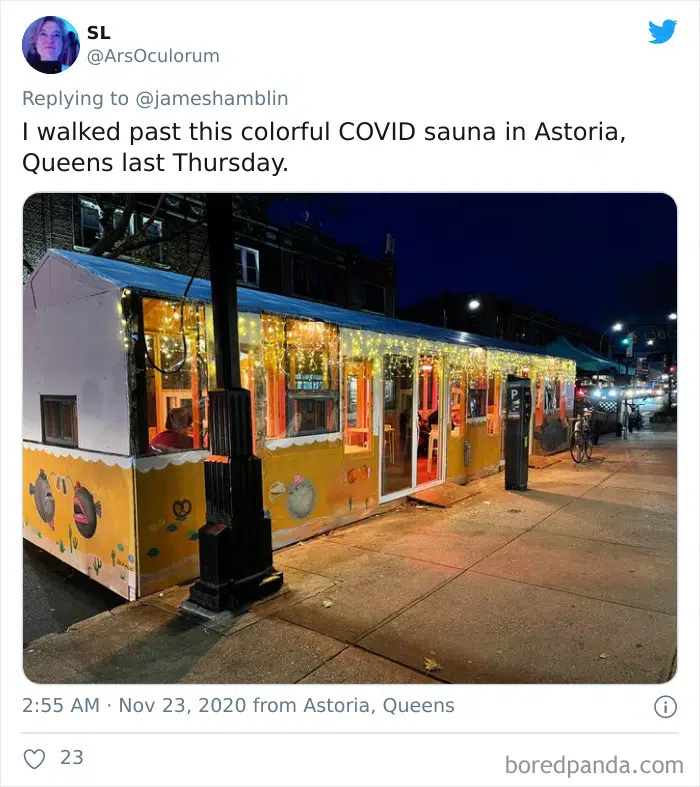 SL
@ArsOculorum
Replying to @jameshamblin
I walked past this colorful COVID sauna in Astoria,
Queens last Thursday.
P
2:55 AM · Nov 23, 2020 from Astoria, Queens
23
boredpanda.com